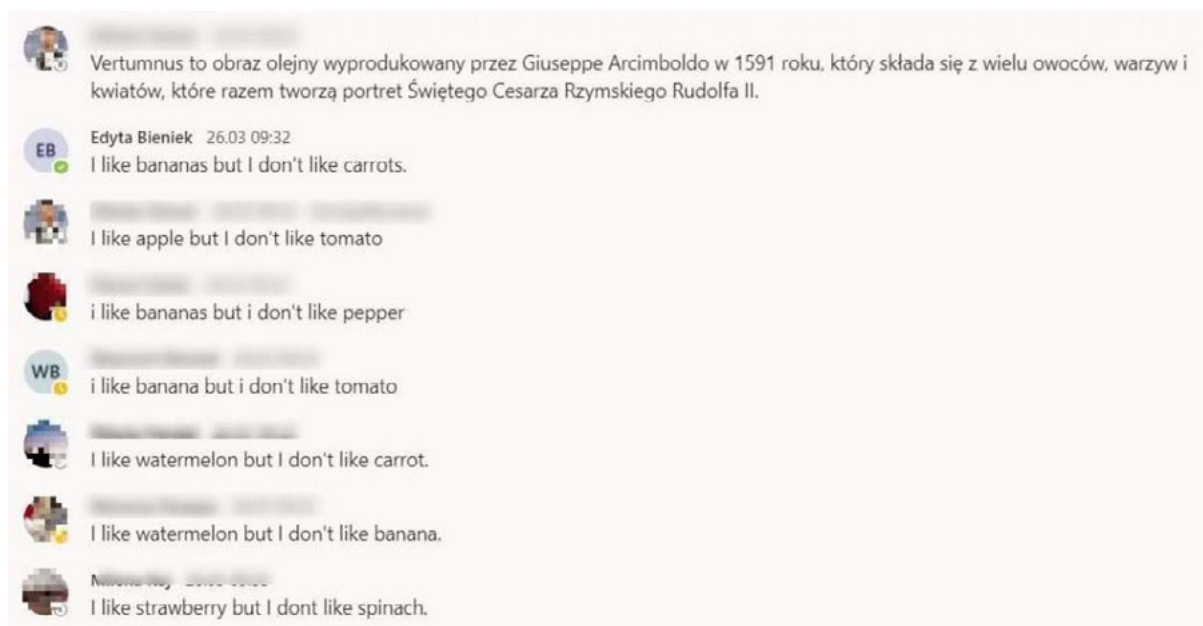 Vertumnus to obraz olejny wyprodukowany przez Giuseppe Arcimboldo w 1591 roku, który składa się z wielu owoców, warzyw i
kwiatów, które razem tworzą portret Świętego Cesarza Rzymskiego Rudolfa II.
EB
Edyta Bieniek 26.03 09:32
I like bananas but I don't like carrots.
I like apple but I don't like tomato
i like bananas but i don't like pepper
WB
i like banana but i don't like tomato
I like watermelon but I don't like carrot.
I like watermelon but I don't like banana.
I like strawberry but I dont like spinach.